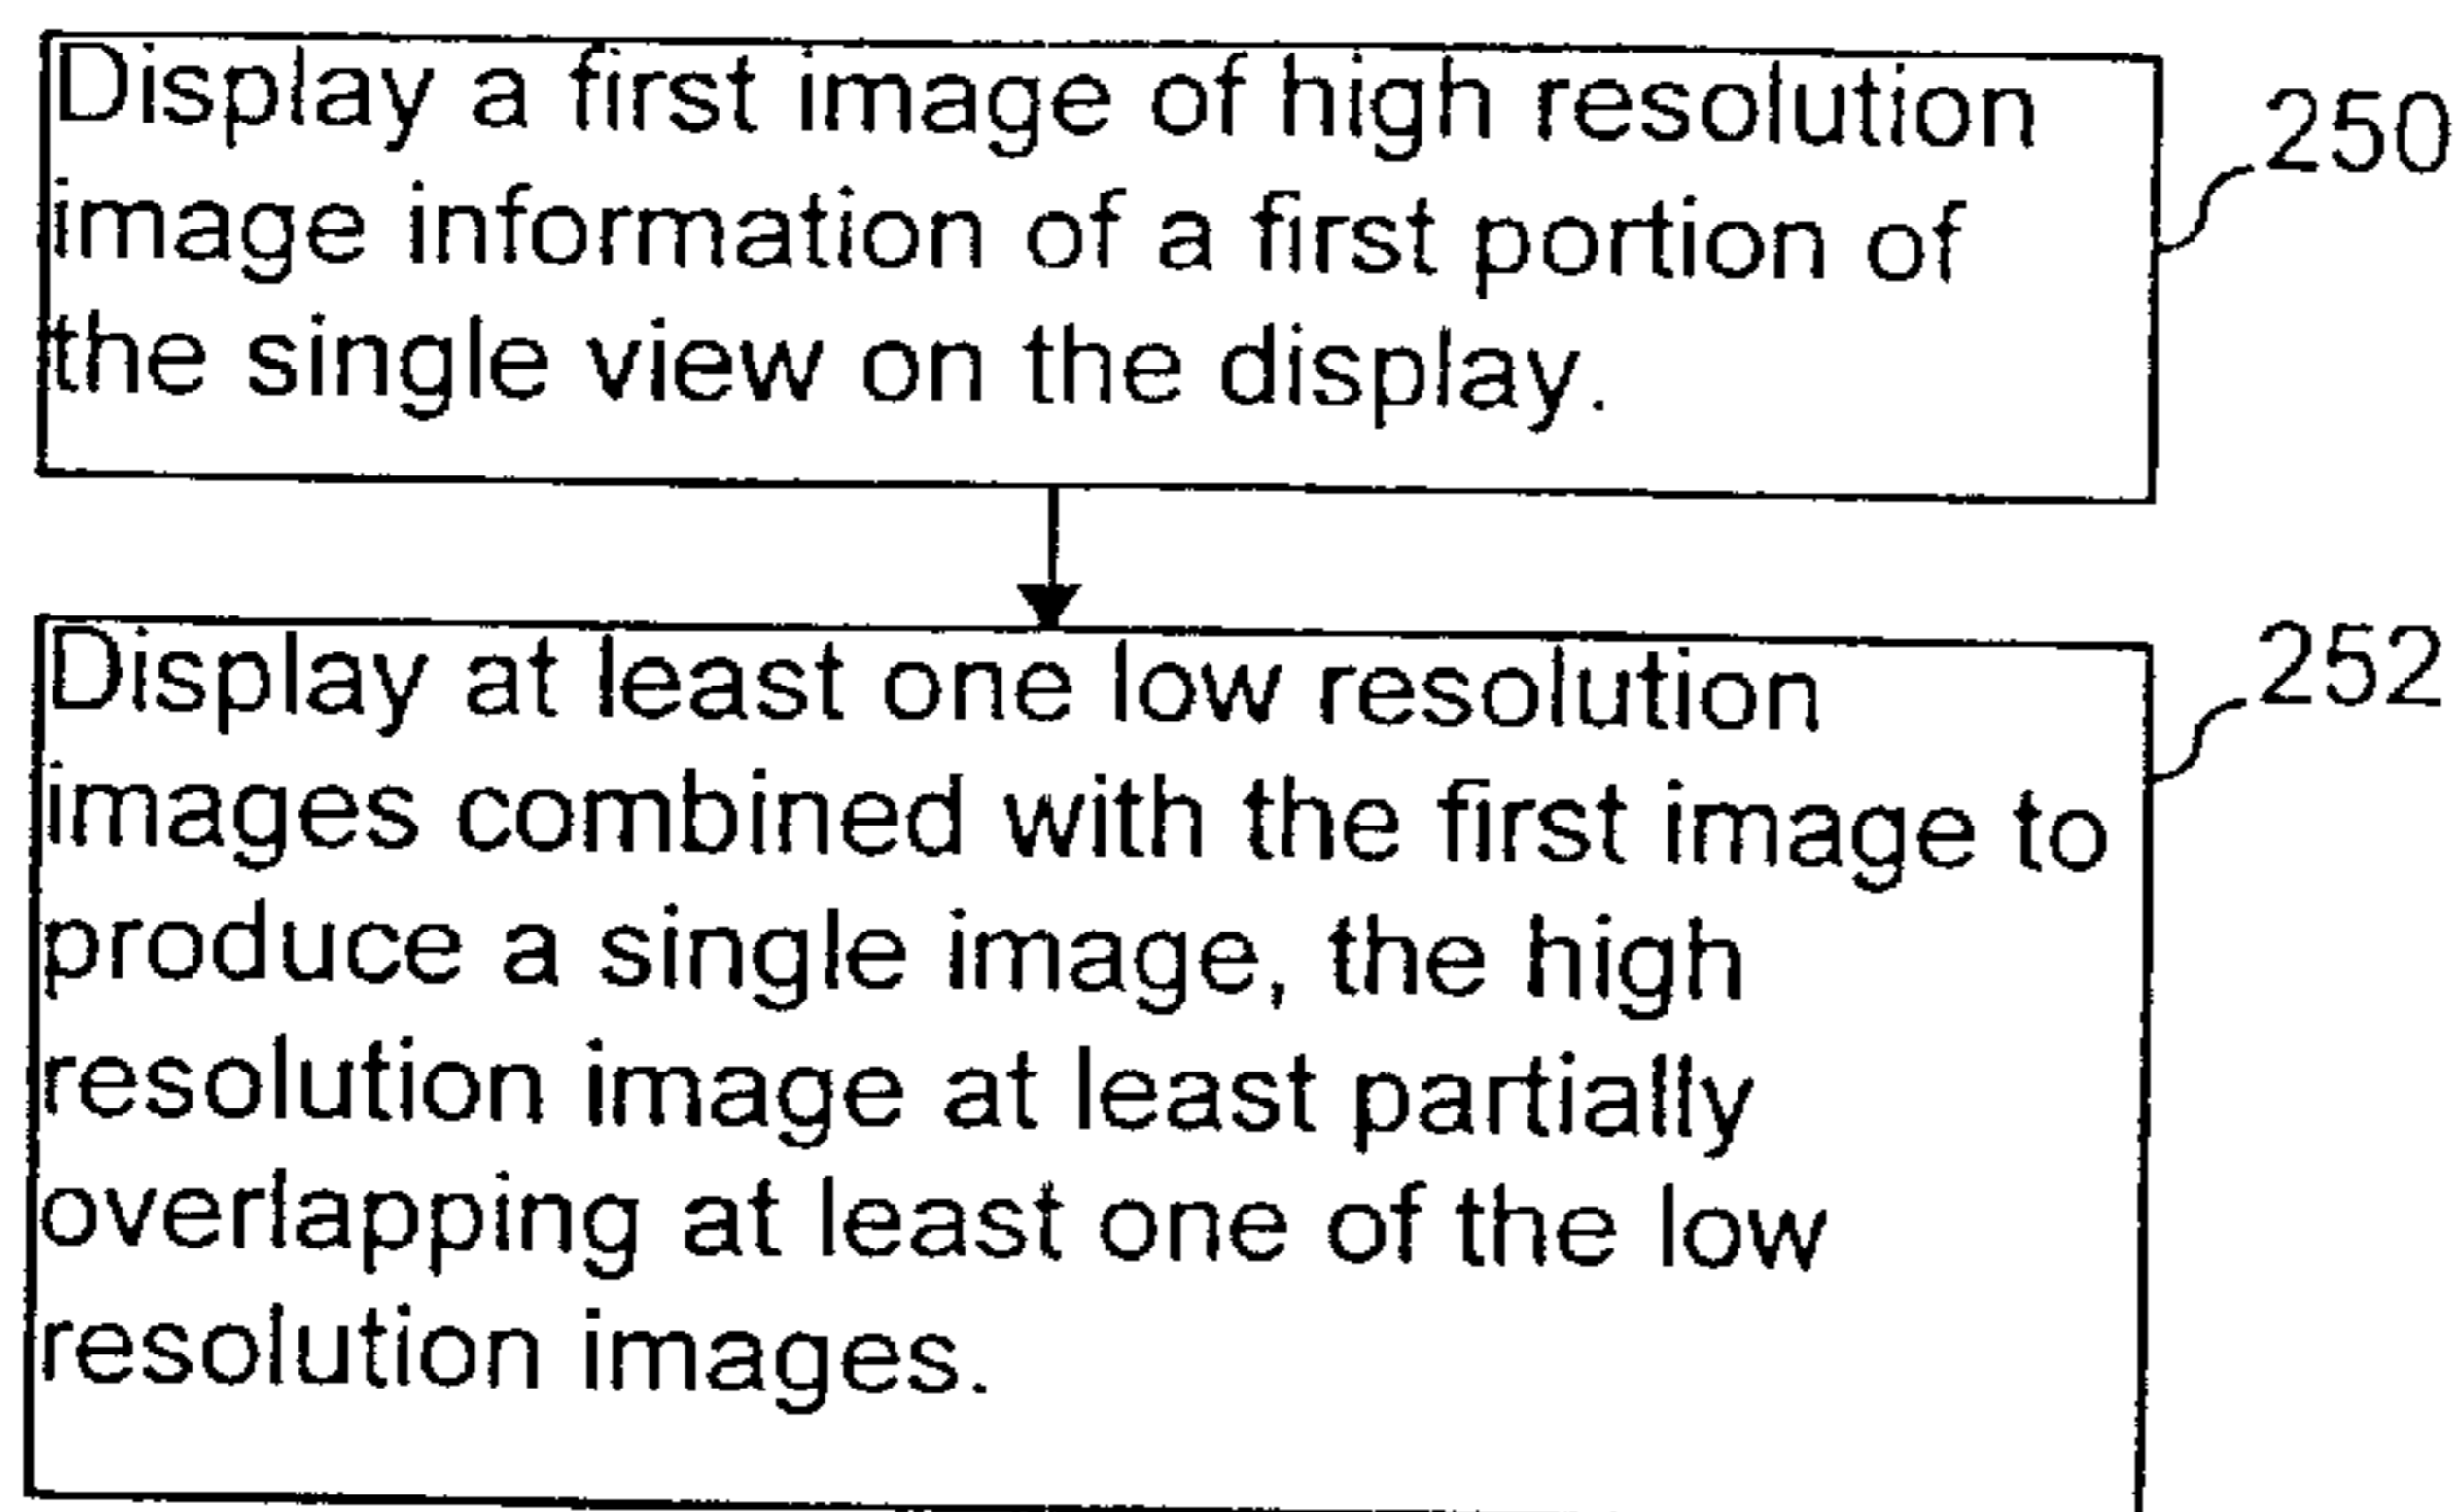 Display a first image of high resolution
image information of a first portion of
the single view on the display.
250
Display at least one low resolution
images combined with the first image to
produce a single image, the high
resolution image at least partially
overlapping at least one of the low
resolution images.
252